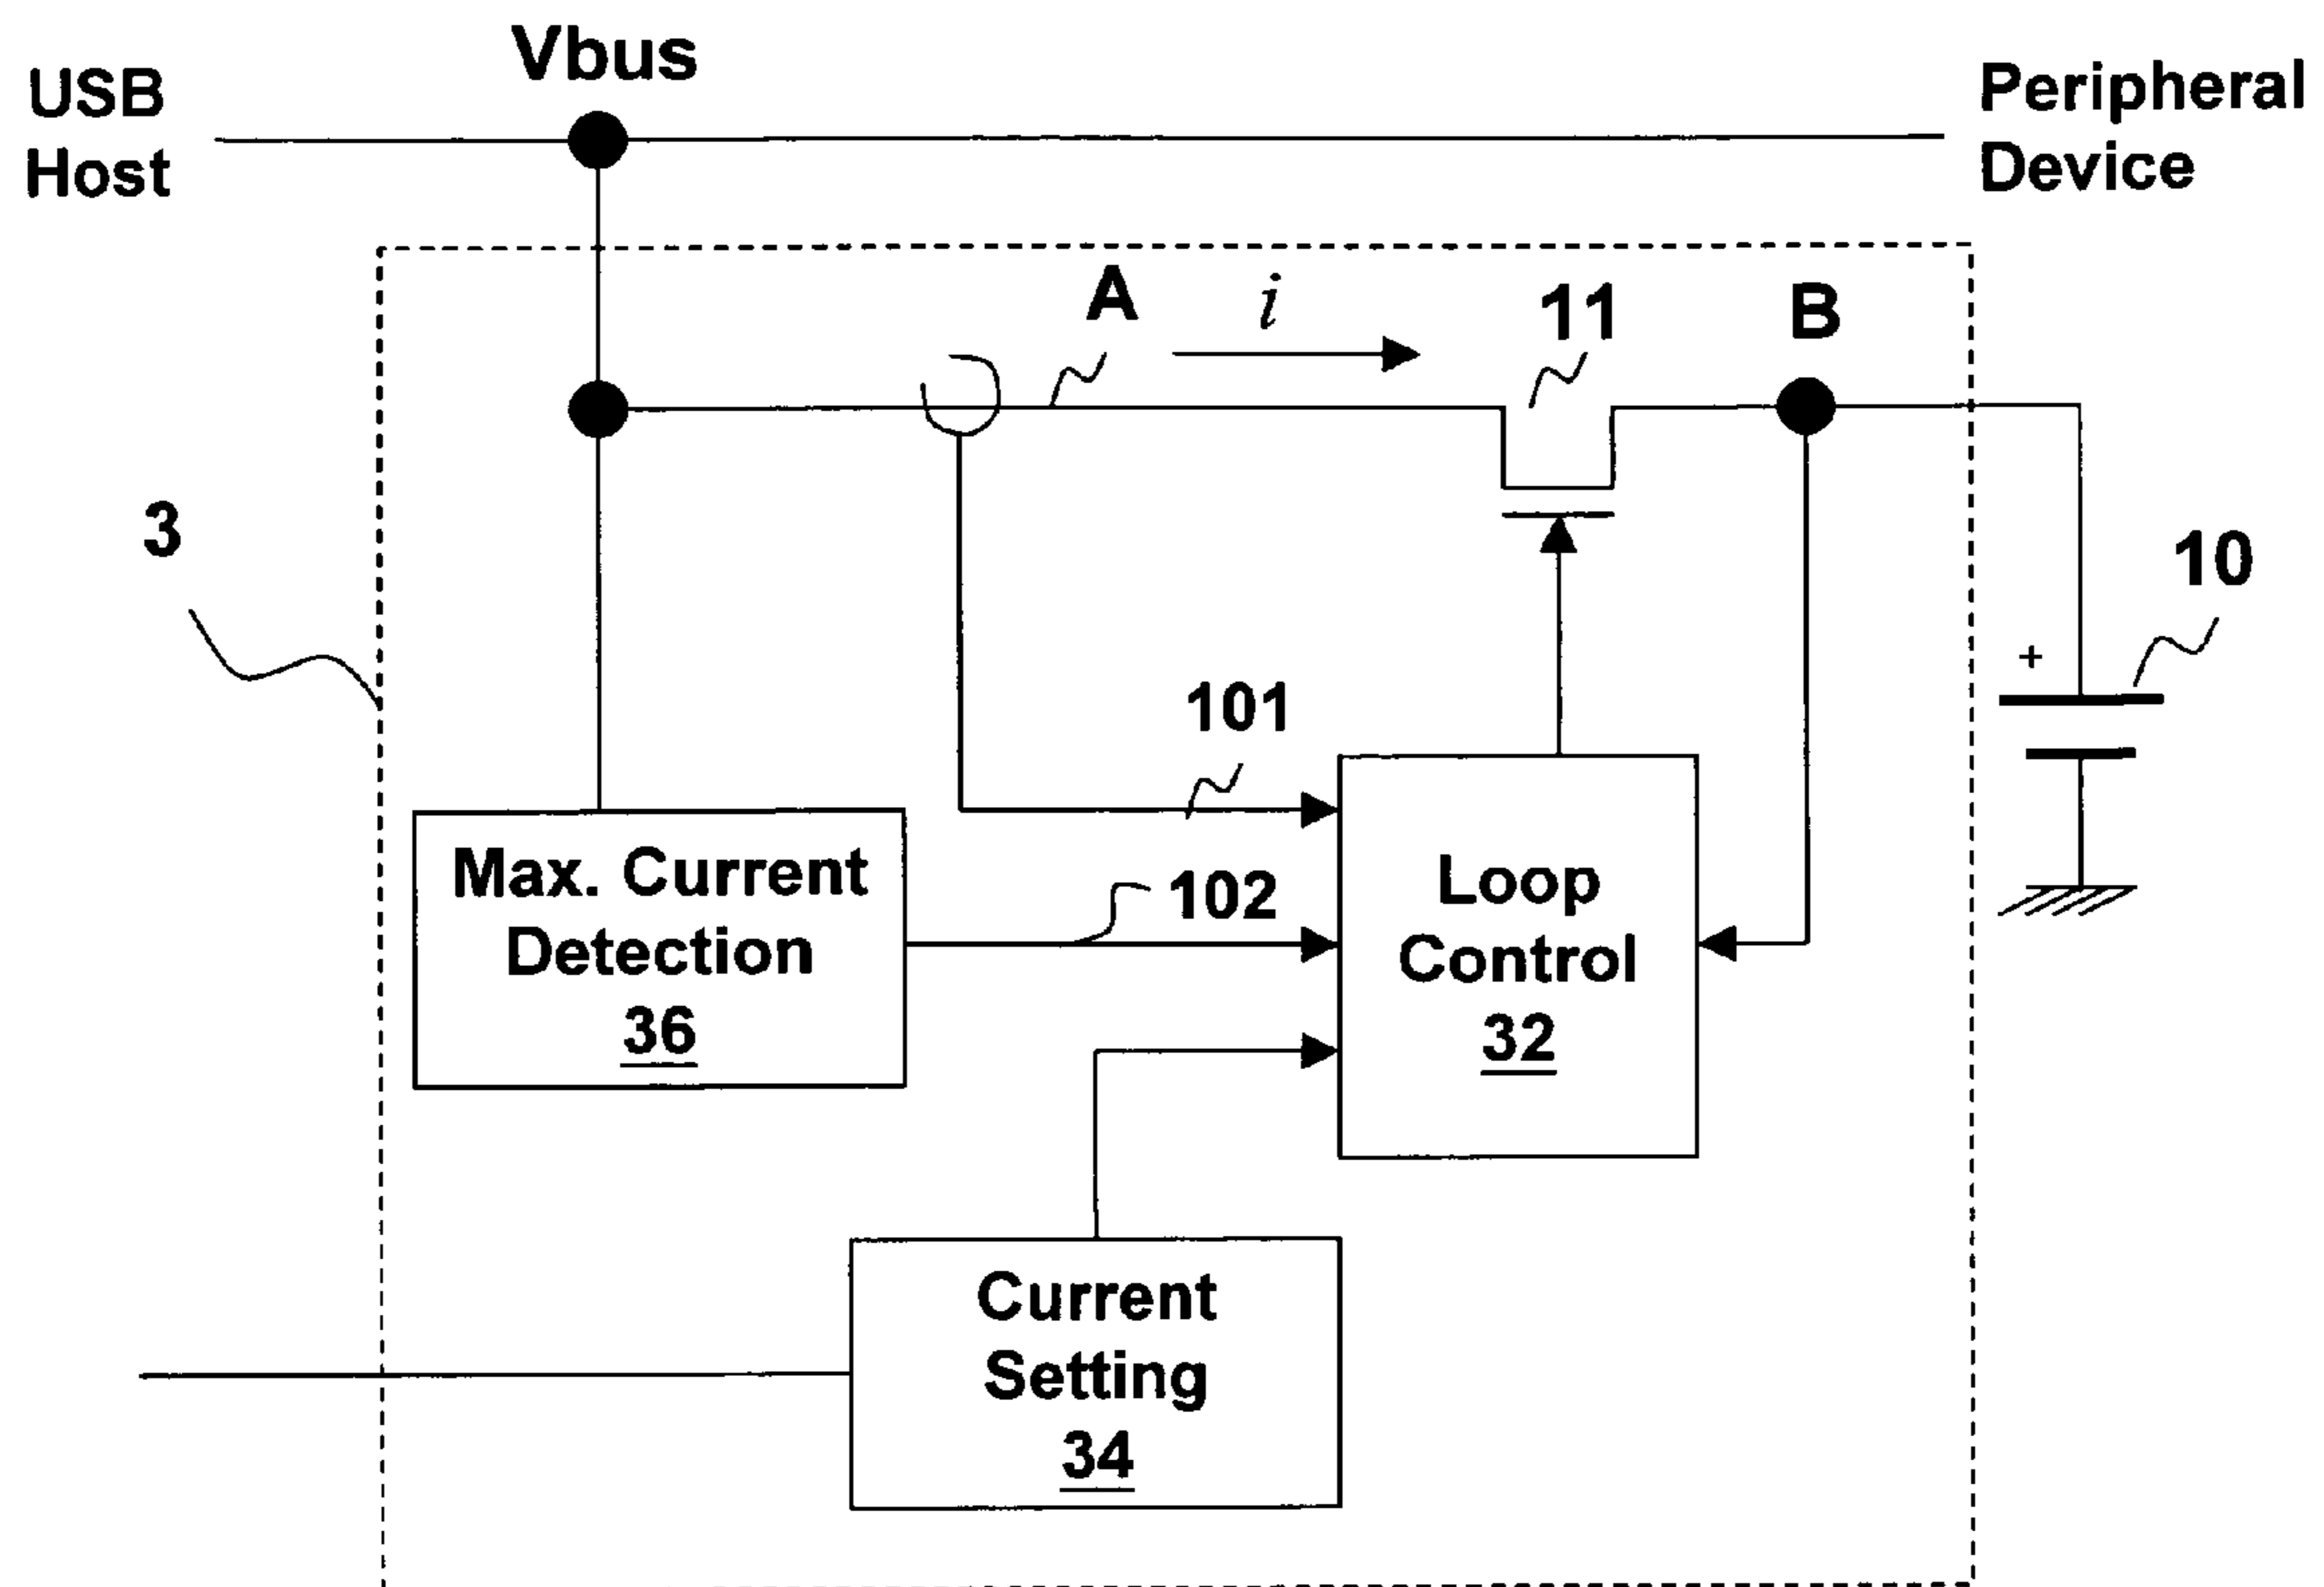 Vbus
USB
Host
Peripheral
Device
A
i
11
B
3
10
+
101
Max. Current
Detection
36
102
Loop
Control
32
Current
Setting
34